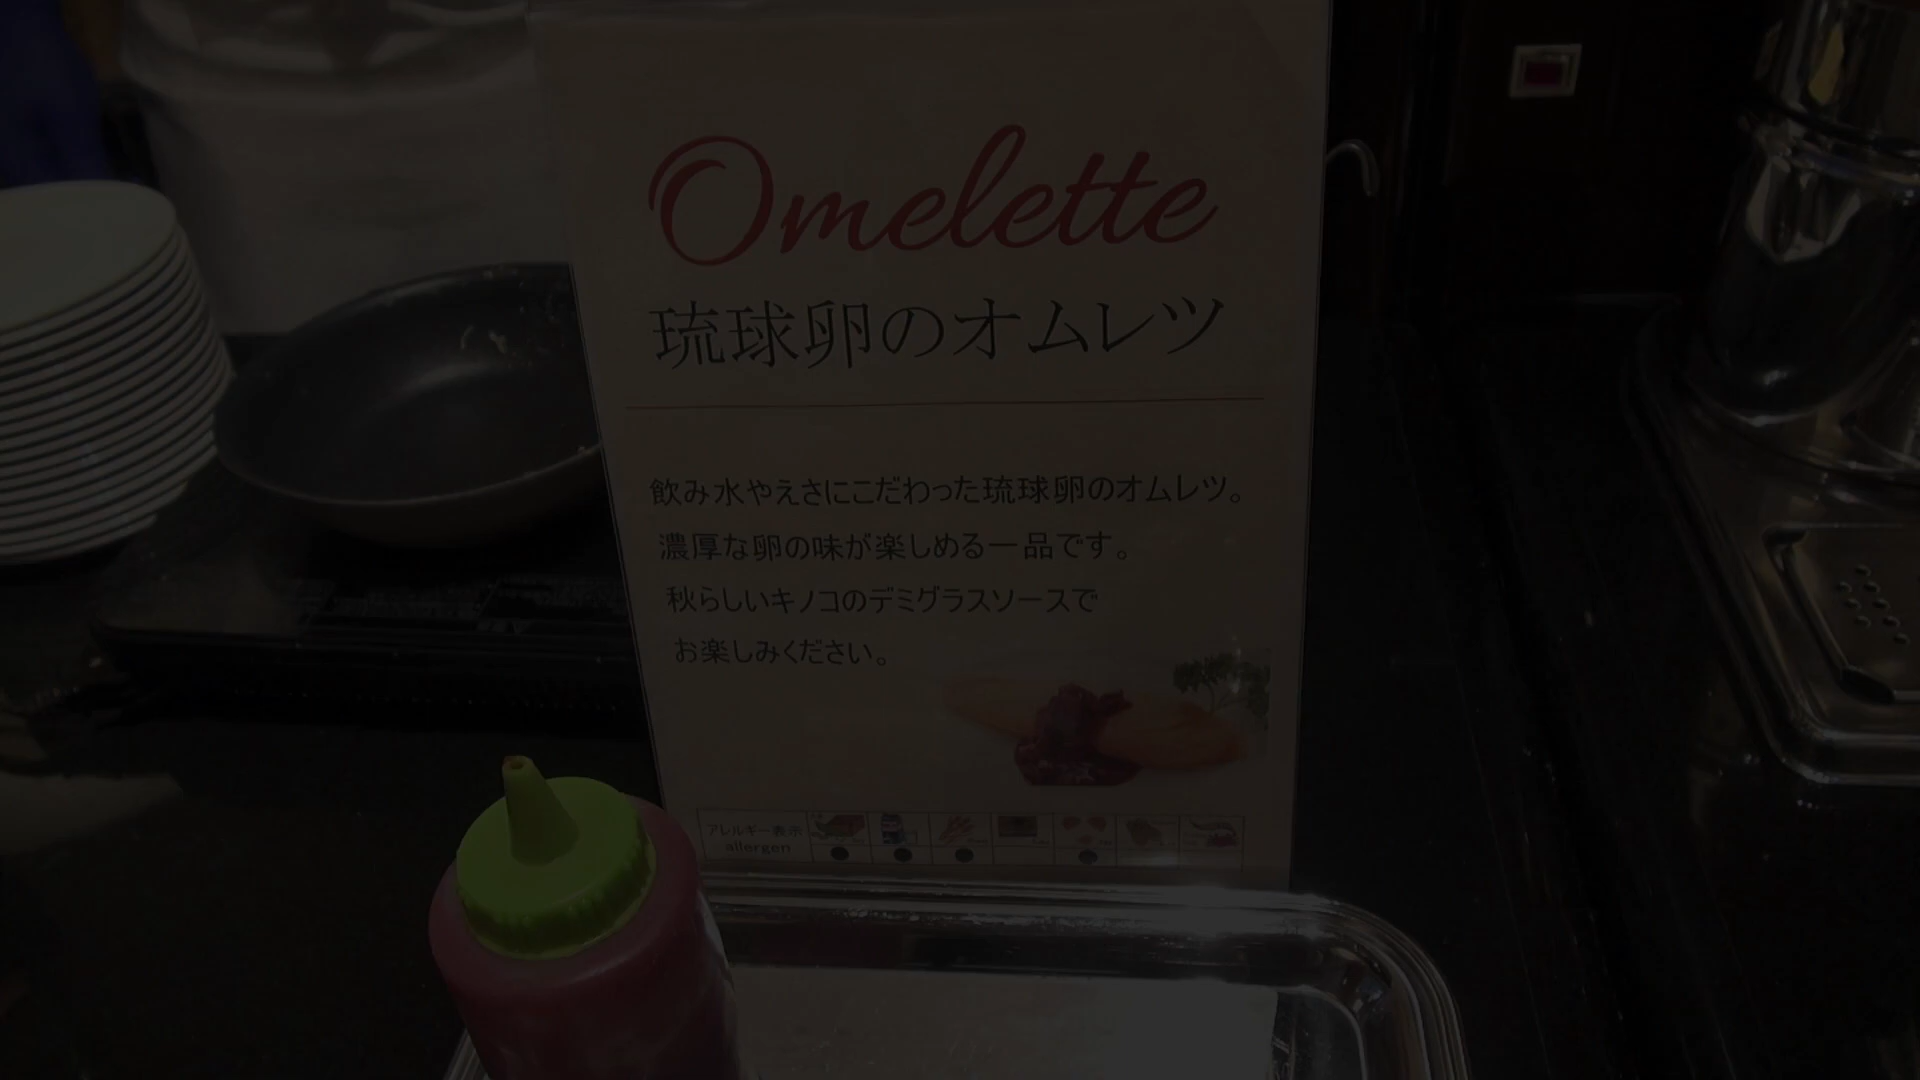 Omelette
琉球卵のオムレツ
飲み水やえさにこだわった琉球卵のオムレツ。
濃厚な卵の味が楽しめる一品です。
秋らしいキノコのデミグラスソースで
お楽しみください。
アレルギー表示
allergen